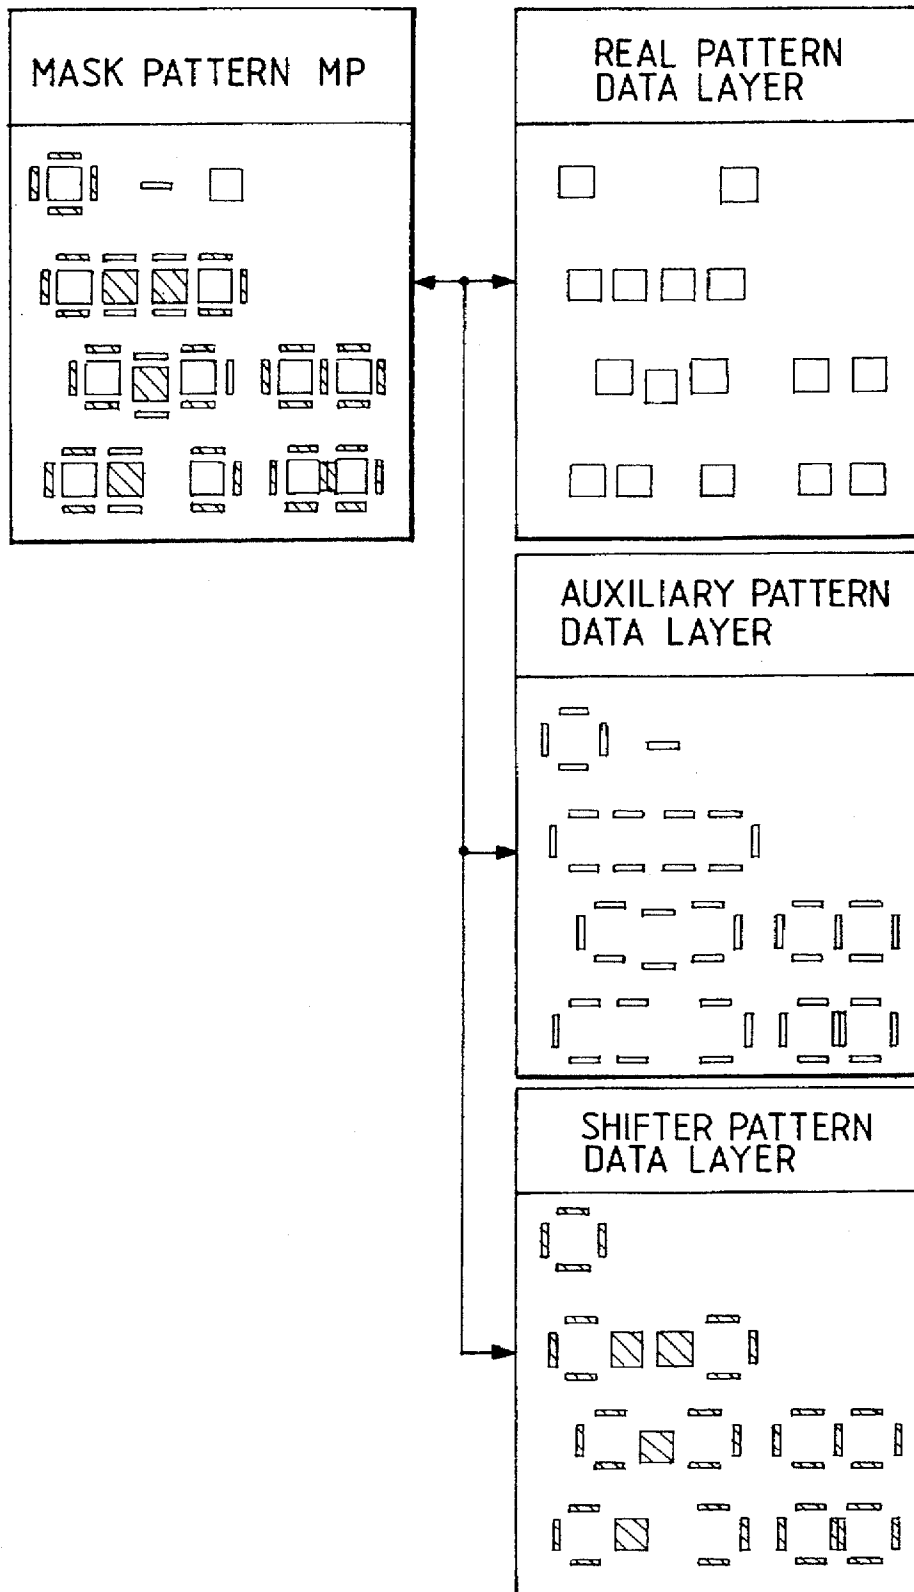 MASK PATTERN MP
REAL PATTERN
DATA LAYER
AUXILIARY PATTERN
DATA LAYER
SHIFTER PATTERN
DATA LAYER